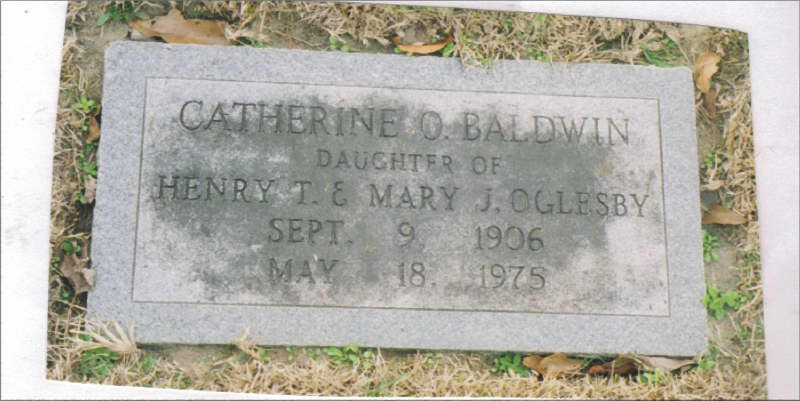 CATHERINE O. BALDWIN
DAUGHTER OF
HENRY T. & MARY J. OGLESBY
SEPT. 9. 1906
MAY 18. 1975